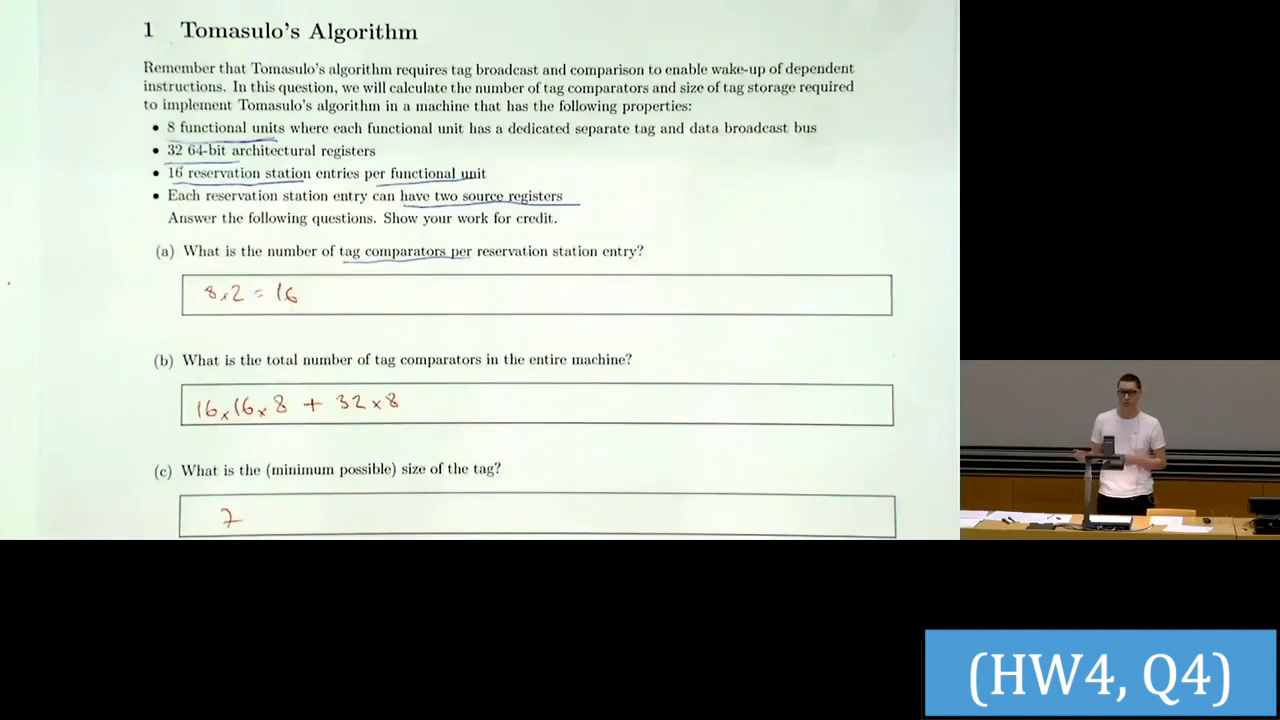 1 Tomasulo's Algorithm
Remember that Tomasulo's algorithm requires tag broadcast and comparison to enable wake-up of dependent
instructions. In this question, we will calculate the number of tag comparators and size of tag storage required
to implement Tomasulo's algorithm in a machine that has the following properties:
• 8 functional units where each functional unit has a dedicated separate tag and data broadcast bus
• 32 64-bit architectural registers
• 16 reservation station entries per functional unit
• Each reservation station entry can have two source registers
Answer the following questions. Show your work for credit.
(a) What is the number of tag comparators per reservation station entry?
8×2 = 16
(b) What is the total number of tag comparators in the entire machine?
16×16×8 + 32×8
(c) What is the (minimum possible) size of the tag?
7
(HW4, Q4)